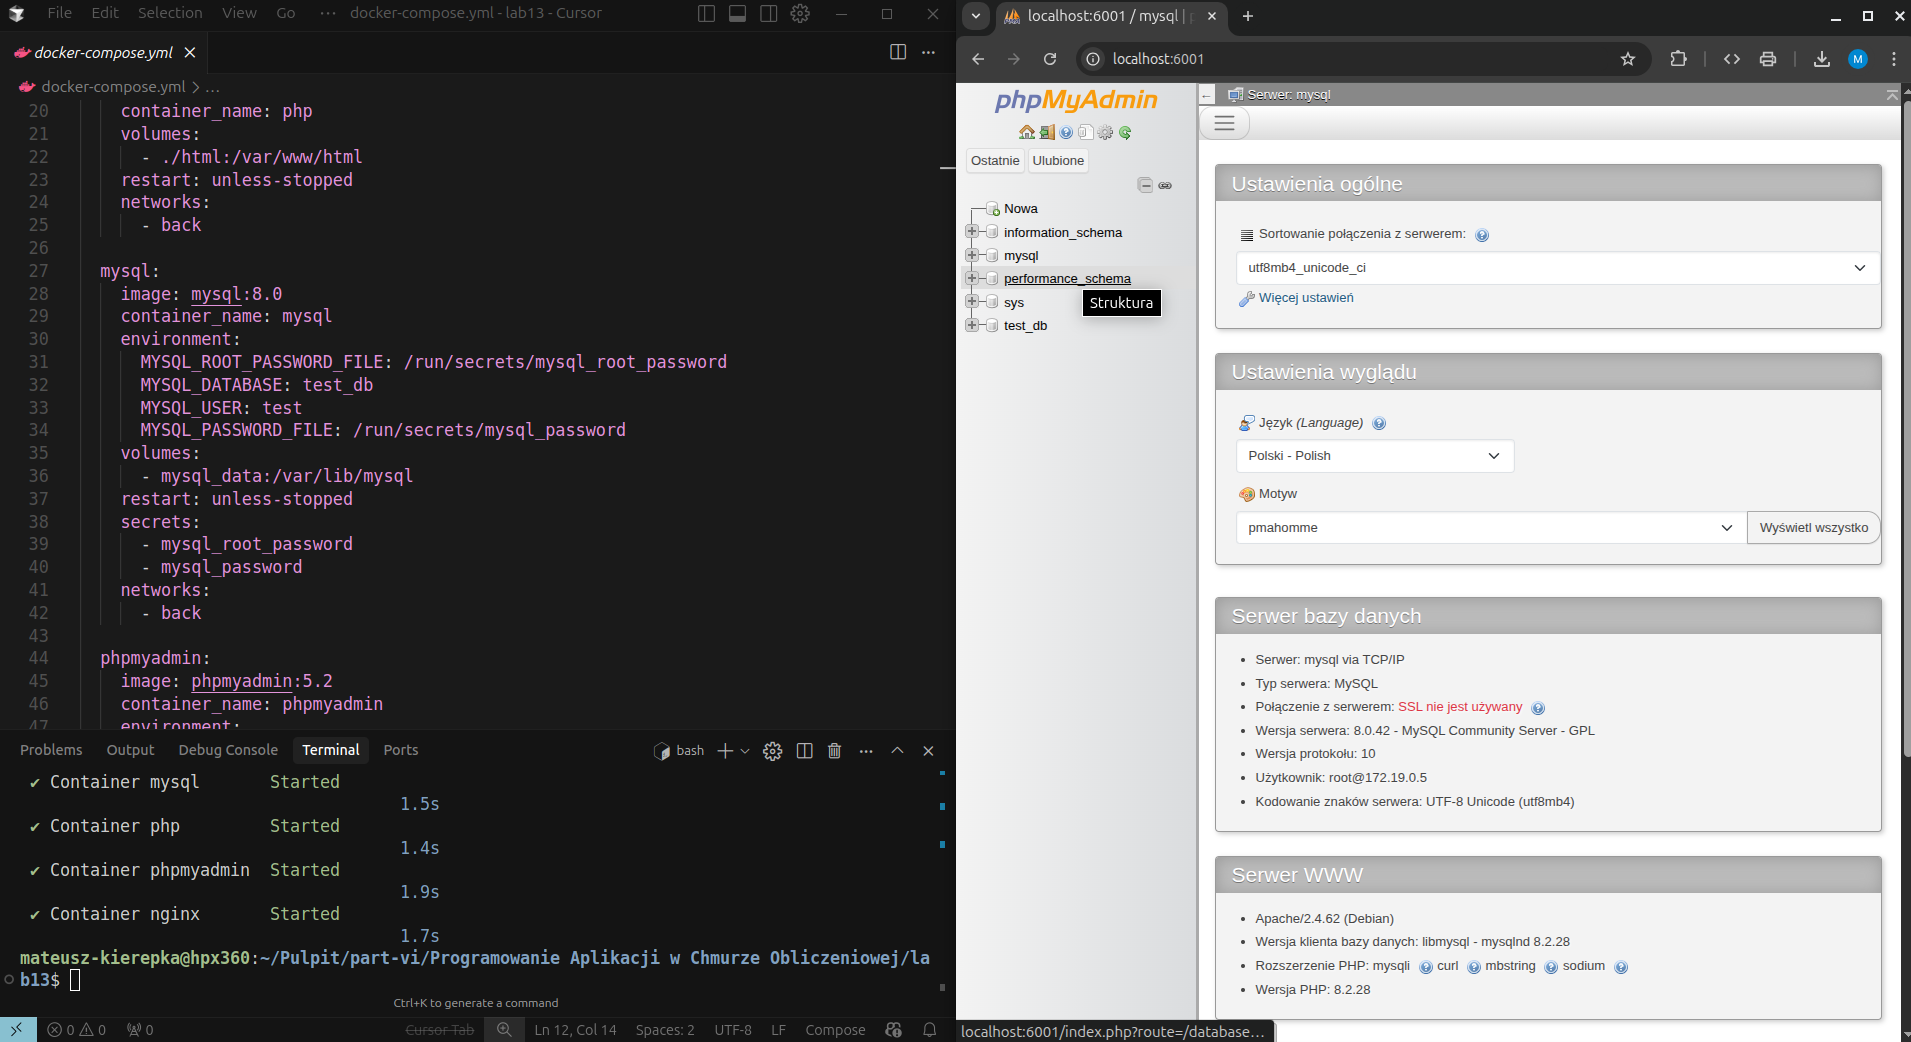 File Edit Selection View Go ··· docker-compose.yml - lab13 - Cursor
docker-compose.yml
docker-compose.yml > ...
20 container_name: php
21 volumes:
22 - ./html:/var/www/html
23 restart: unless-stopped
24 networks:
25 - back
26
27 mysql:
28 image: mysql:8.0
29 container_name: mysql
30 environment:
31 MYSQL_ROOT_PASSWORD_FILE: /run/secrets/mysql_root_password
32 MYSQL_DATABASE: test_db
33 MYSQL_USER: test
34 MYSQL_PASSWORD_FILE: /run/secrets/mysql_password
35 volumes:
36 - mysql_data:/var/lib/mysql
37 restart: unless-stopped
38 secrets:
39 - mysql_root_password
40 - mysql_password
41 networks:
42 - back
43
44 phpmyadmin:
45 image: phpmyadmin:5.2
46 container_name: phpmyadmin
47 environment:
Problems Output Debug Console Terminal Ports bash
✔ Container mysql Started
1.5s
✔ Container php Started
1.4s
✔ Container phpmyadmin Started
1.9s
✔ Container nginx Started
1.7s
mateusz-kierepka@hpx360:~/Pulpit/part-vi/Programowanie Aplikacji w Chmurze Obliczeniowej/la
b13$
Ctrl+K to generate a command
0 0 0 Cursor Tab Ln 12, Col 14 Spaces: 2 UTF-8 LF Compose
localhost:6001 / mysql |
localhost:6001
M
phpMyAdmin
Ostatnie Ulubione
Nowa
information_schema
mysql
performance_schema
sys
test_db
Struktura
Serwer: mysql
Ustawienia ogólne
Sortowanie połączenia z serwerem:
utf8mb4_unicode_ci
Więcej ustawień
Ustawienia wyglądu
Język (Language)
Polski - Polish
Motyw
pmahomme Wyświetl wszystko
Serwer bazy danych
• Serwer: mysql via TCP/IP
• Typ serwera: MySQL
• Połączenie z serwerem: SSL nie jest używany
• Wersja serwera: 8.0.42 - MySQL Community Server - GPL
• Wersja protokołu: 10
• Użytkownik: root@172.19.0.5
• Kodowanie znaków serwera: UTF-8 Unicode (utf8mb4)
Serwer WWW
• Apache/2.4.62 (Debian)
• Wersja klienta bazy danych: libmysql - mysqlnd 8.2.28
• Rozszerzenie PHP: mysqli curl mbstring sodium
• Wersja PHP: 8.2.28
localhost:6001/index.php?route=/database...